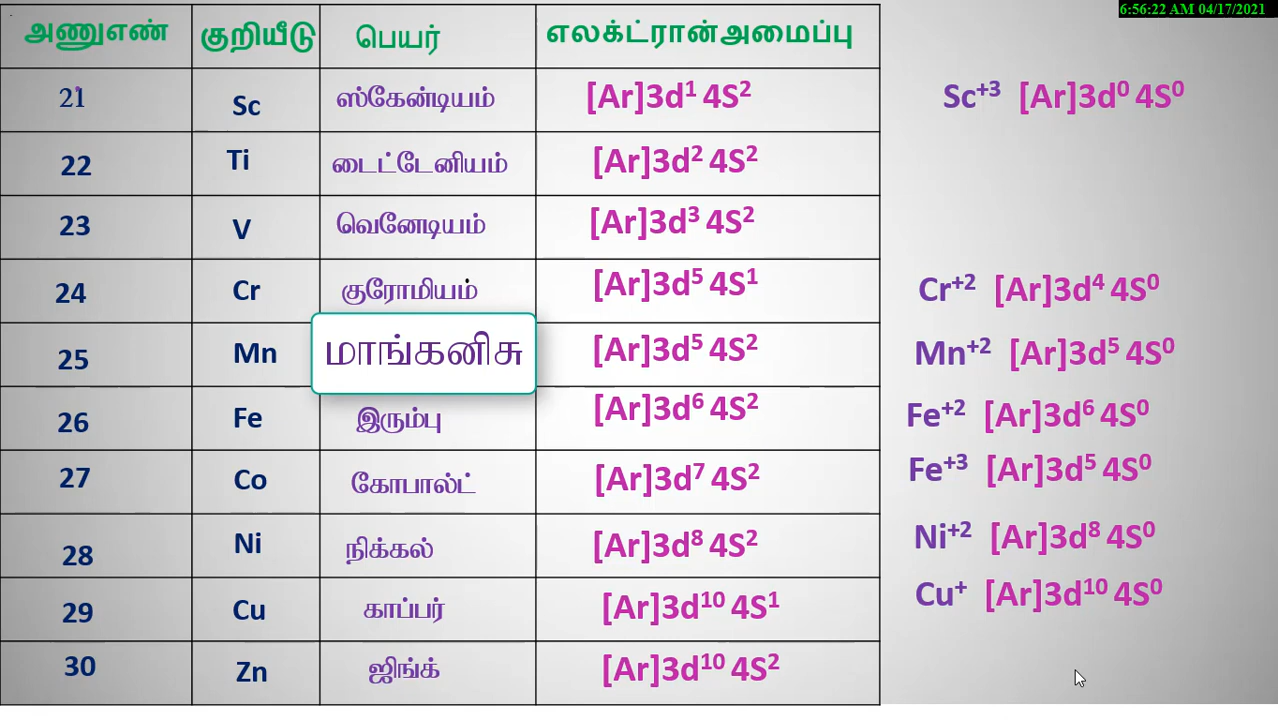 6:56:22 AM 04/17/2021
அணுஎண் குறியீடு பெயர் எலக்ட்ரான்அமைப்பு
21 Sc ஸ்கேன்டியம் [Ar]3d¹ 4S² Sc⁺³ [Ar]3d⁰ 4S⁰
22 Ti டைட்டேனியம் [Ar]3d² 4S²
23 V வெனேடியம் [Ar]3d³ 4S²
24 Cr குரோமியம் [Ar]3d⁵ 4S¹ Cr⁺² [Ar]3d⁴ 4S⁰
25 Mn மாங்கனிசு [Ar]3d⁵ 4S² Mn⁺² [Ar]3d⁵ 4S⁰
26 Fe இரும்பு [Ar]3d⁶ 4S² Fe⁺² [Ar]3d⁶ 4S⁰
27 Co கோபால்ட் [Ar]3d⁷ 4S² Fe⁺³ [Ar]3d⁵ 4S⁰
28 Ni நிக்கல் [Ar]3d⁸ 4S² Ni⁺² [Ar]3d⁸ 4S⁰
29 Cu காப்பர் [Ar]3d¹⁰ 4S¹ Cu⁺ [Ar]3d¹⁰ 4S⁰
30 Zn ஜிங்க் [Ar]3d¹⁰ 4S²